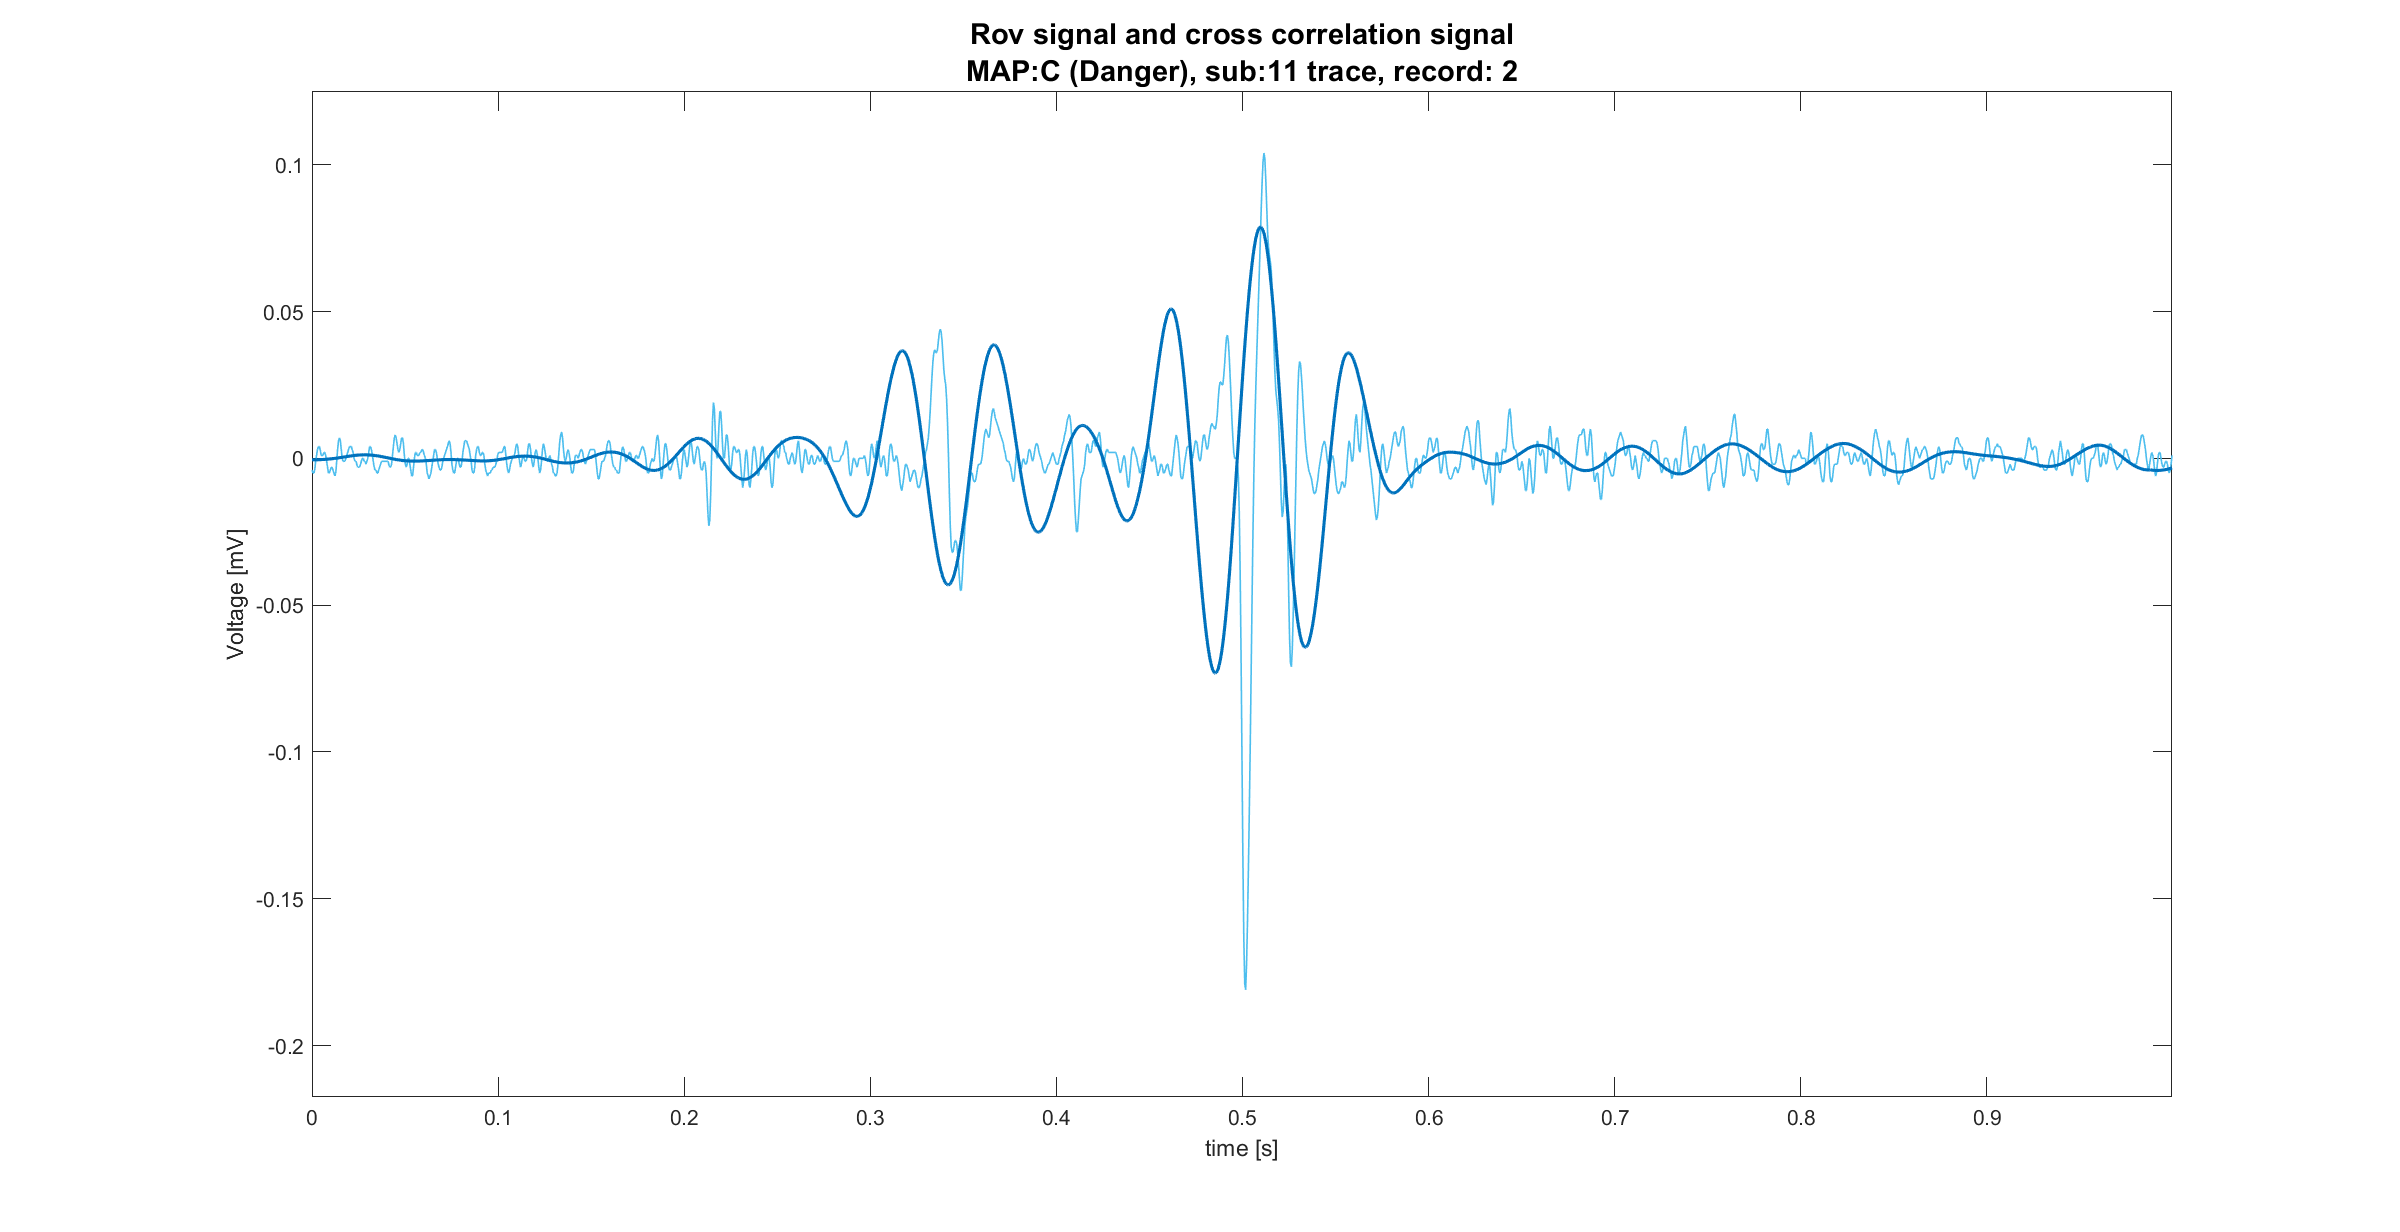 Rov signal and cross correlation signal
MAP:C (Danger), sub:11 trace, record: 2
0.1
0.05
0
-0.05
-0.1
-0.15
-0.2
Voltage [mV]
0 0.1 0.2 0.3 0.4 0.5 0.6 0.7 0.8 0.9
time [s]